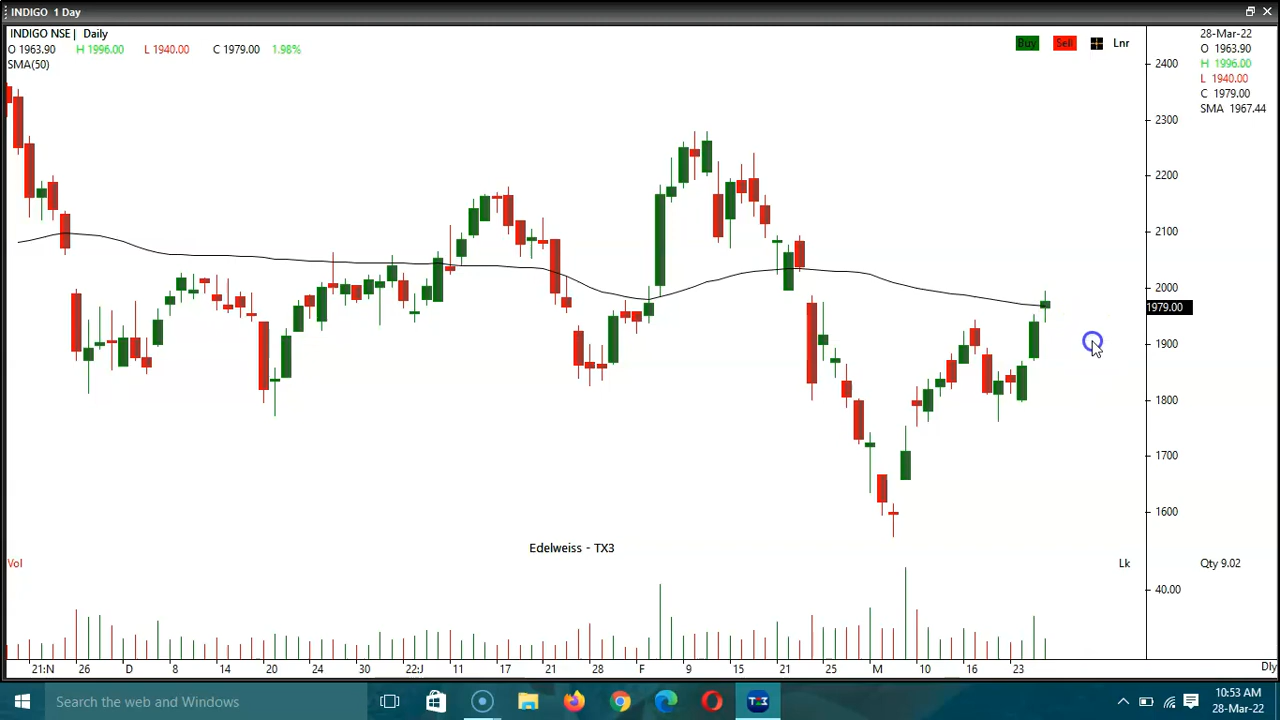 INDIGO 1 Day
INDIGO NSE| Daily
O 1963.90 H 1996.00 L 1940.00 C 1979.00 1.98%
SMA(50)
Buy Sell Lnr
28-Mar-22
O 1963.90
H 1996.00
L 1940.00
C 1979.00
SMA 1967.44
2400
2300
2200
2100
2000
1979.00
1900
1800
1700
1600
Edelweiss - TX3
Vol Lk Qty 9.02
40.00
21:N 26 D 8 14 20 24 30 22:J 11 17 21 28 F 9 15 21 25 M 10 16 23 Dly
Search the web and Windows
10:53 AM
28-Mar-22